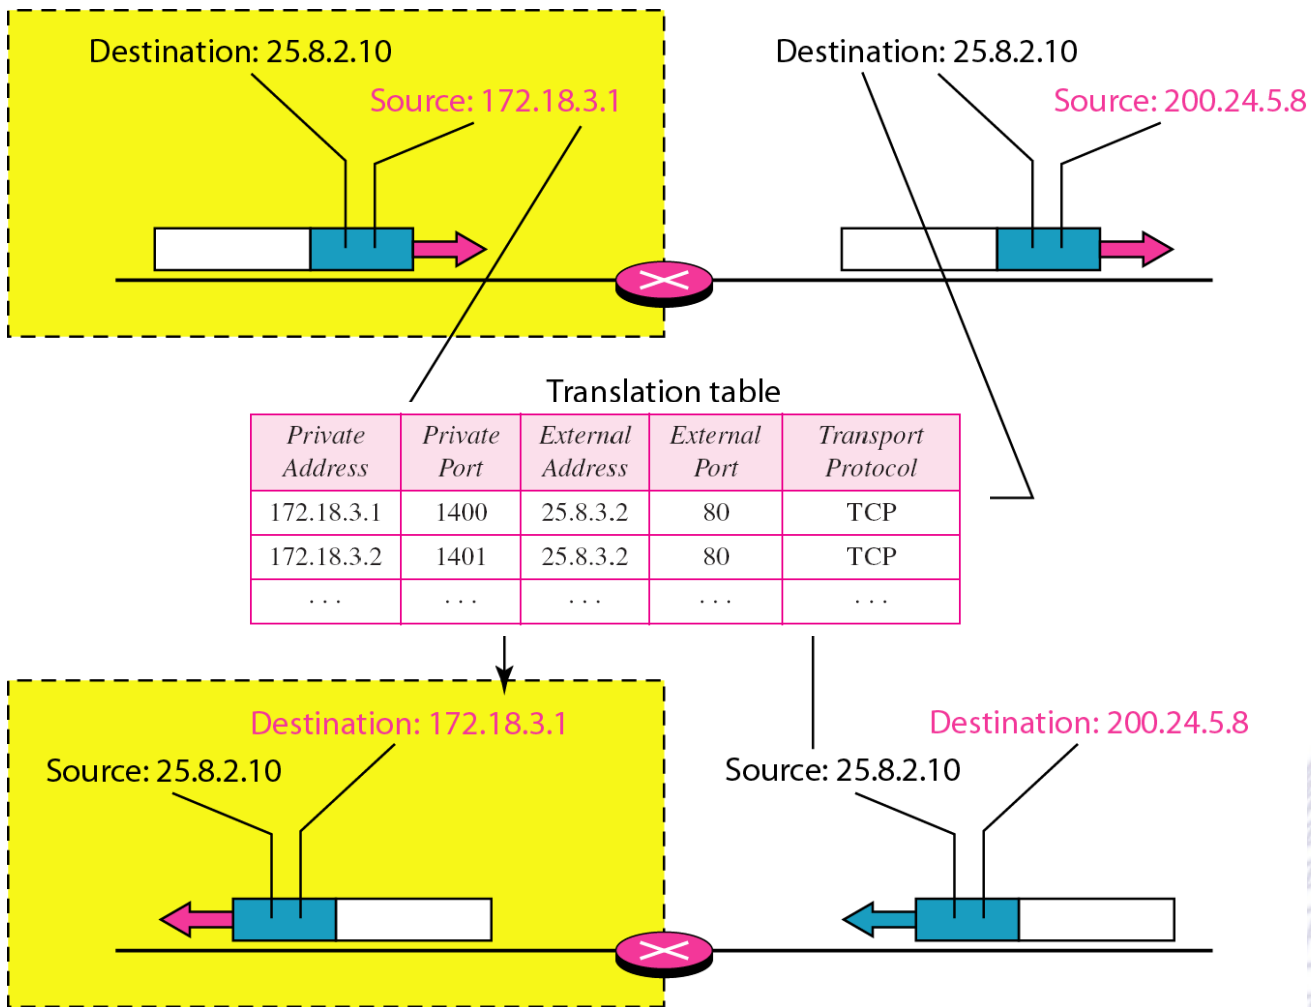 Destination: 25.8.2.10
Source: 172.18.3.1
Destination: 25.8.2.10
Source: 200.24.5.8
Translation table
Private Address Private Port External Address External Port Transport Protocol
172.18.3.1 1400 25.8.3.2 80 TCP
172.18.3.2 1401 25.8.3.2 80 TCP
. . . . . . . . . . . . . . .
Destination: 172.18.3.1
Source: 25.8.2.10
Destination: 200.24.5.8
Source: 25.8.2.10